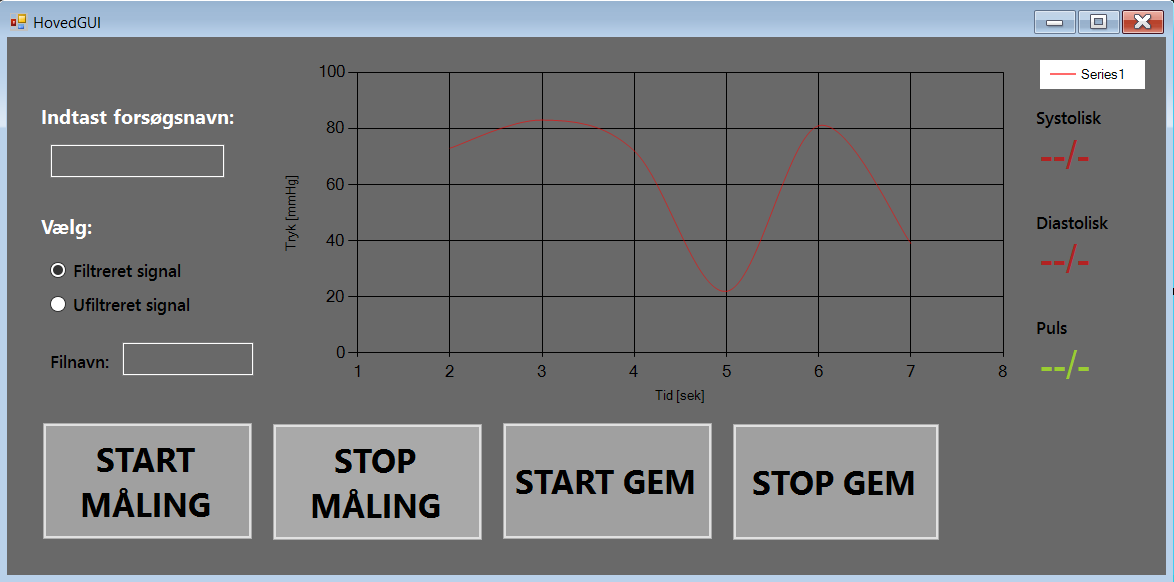 HovedGUI
Indtast forsøgsnavn:
Vælg:
Filtreret signal
Ufiltreret signal
Filnavn:
Tryk [mmHg]
100
80
60
40
20
0
1 2 3 4 5 6 7 8
Tid [sek]
Series1
Systolisk
--/-
Diastolisk
--/-
Puls
--/-
START
MÅLING
STOP
MÅLING
START GEM
STOP GEM